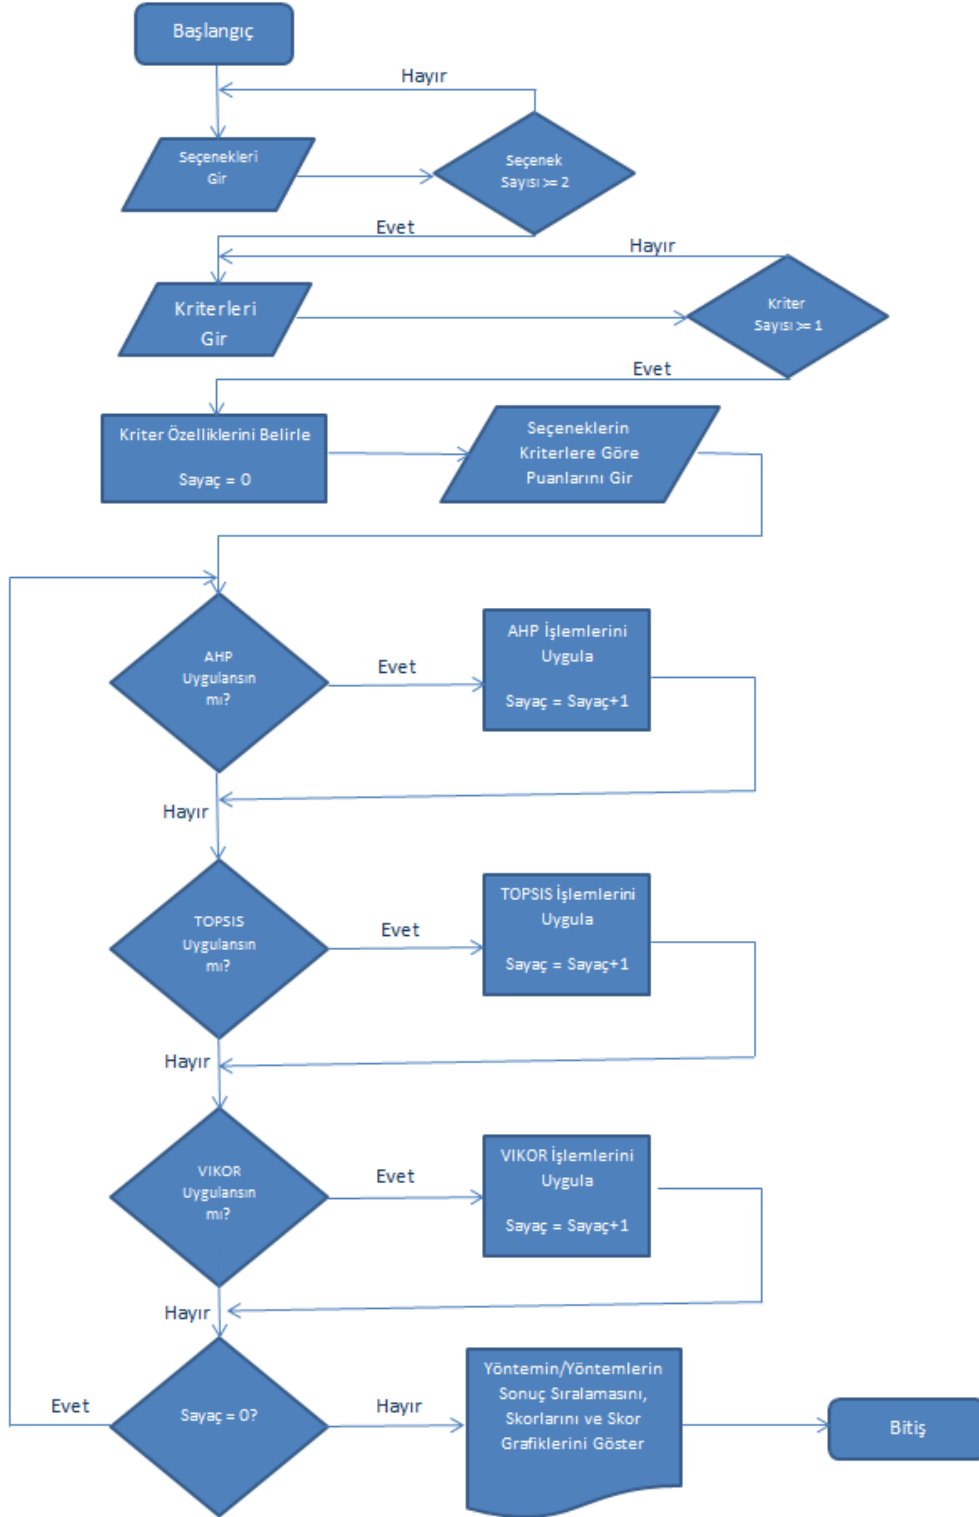 Başlangıç
Hayır
Seçenekleri
Gir
Seçenek
Sayısı >= 2
Evet
Hayır
Kriterleri
Gir
Kriter
Sayısı >= 1
Evet
Kriter Özelliklerini Belirle
Sayaç = 0
Seçeneklerin
Kriterlere Göre
Puanlarını Gir
AHP
Uygulansın
mı?
Evet
AHP İşlemlerini
Uygula
Sayaç = Sayaç+1
Hayır
TOPSIS
Uygulansın
mı?
Evet
TOPSIS İşlemlerini
Uygula
Sayaç = Sayaç+1
Hayır
VIKOR
Uygulansın
mı?
Evet
VIKOR İşlemlerini
Uygula
Sayaç = Sayaç+1
Hayır
Evet
Sayaç = 0?
Hayır
Yöntemin/Yöntemlerin
Sonuç Sıralamasını,
Skorlarını ve Skor
Grafiklerini Göster
Bitiş